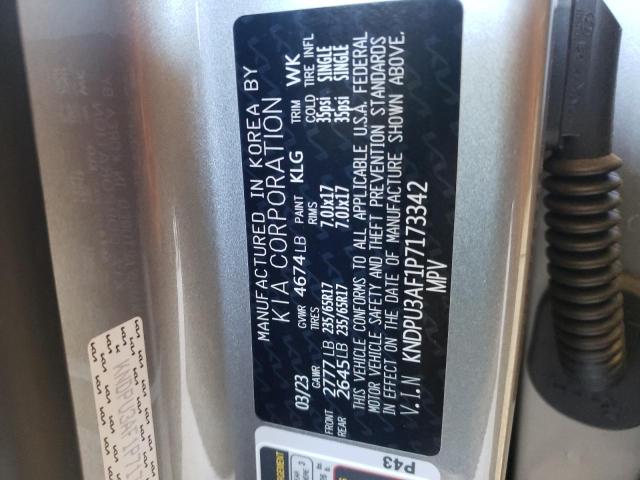 MANUFACTURED IN KOREA BY
KIA CORPORATION
03/23 GVWR 4674LB PAINT KLG TRIM WK
GAWR TIRES RIMS COLD TIRE INFL
FRONT 2777LB 235/65R17 7.0Jx17 35psi SINGLE
REAR 2645LB 235/65R17 7.0Jx17 35psi SINGLE
THIS VEHICLE CONFORMS TO ALL APPLICABLE U.S.A. FEDERAL
MOTOR VEHICLE SAFETY AND THEFT PREVENTION STANDARDS
IN EFFECT ON THE DATE OF MANUFACTURE SHOWN ABOVE.
V.I.N KNDPU3AF1P7173342
MPV
P43